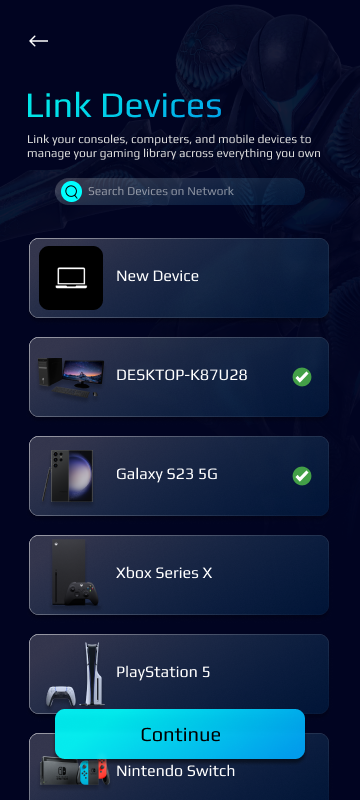 Link Devices
Link your consoles, computers, and mobile devices to
manage your gaming library across everything you own
Search Devices on Network
New Device
DESKTOP-K87U28
Galaxy S23 5G
Xbox Series X
PlayStation 5
Continue
Nintendo Switch